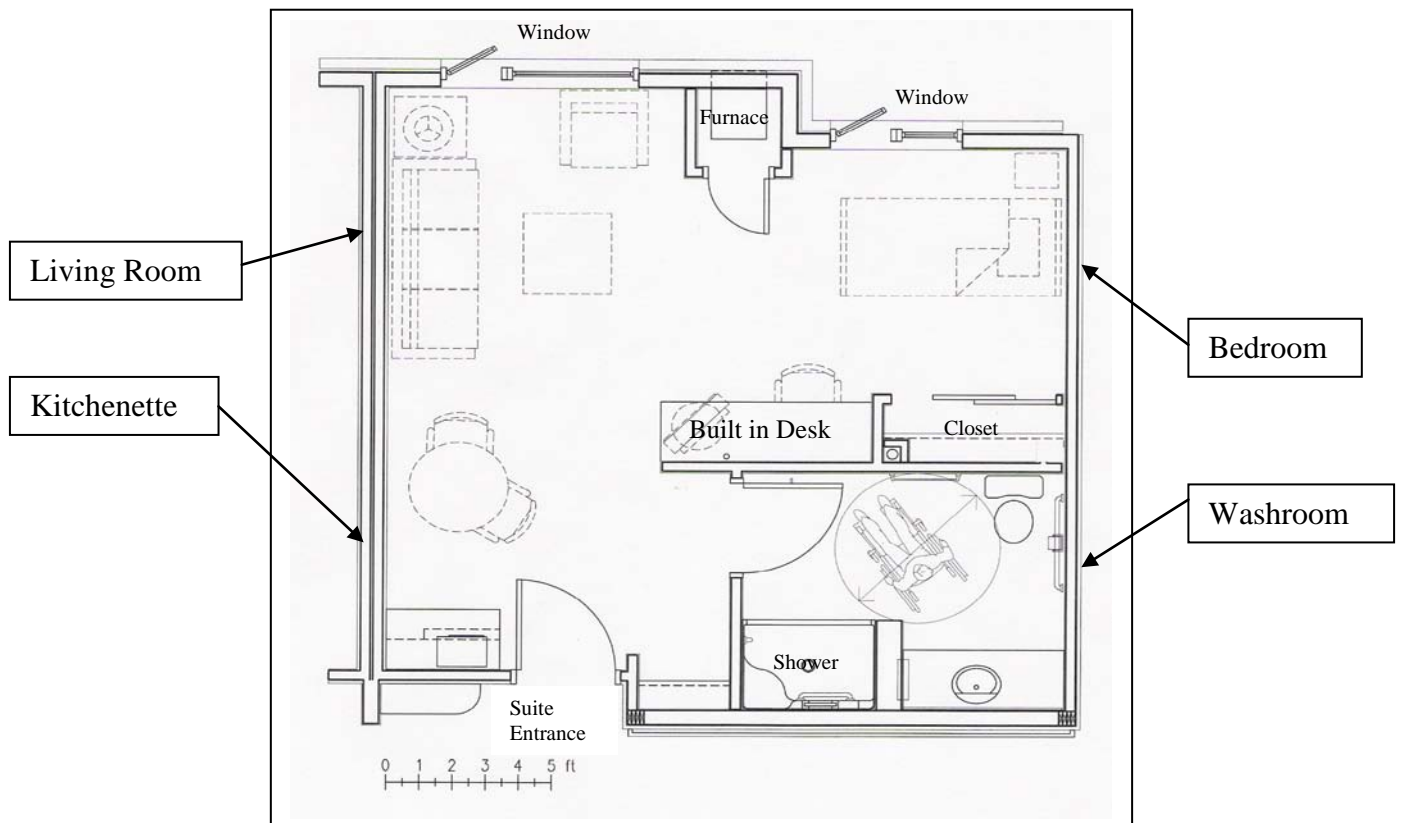 Window
Window
Furnace
Living Room
Bedroom
Kitchenette
Built in Desk
Closet
Washroom
Shower
Suite
Entrance
0 1 2 3 4 5 ft